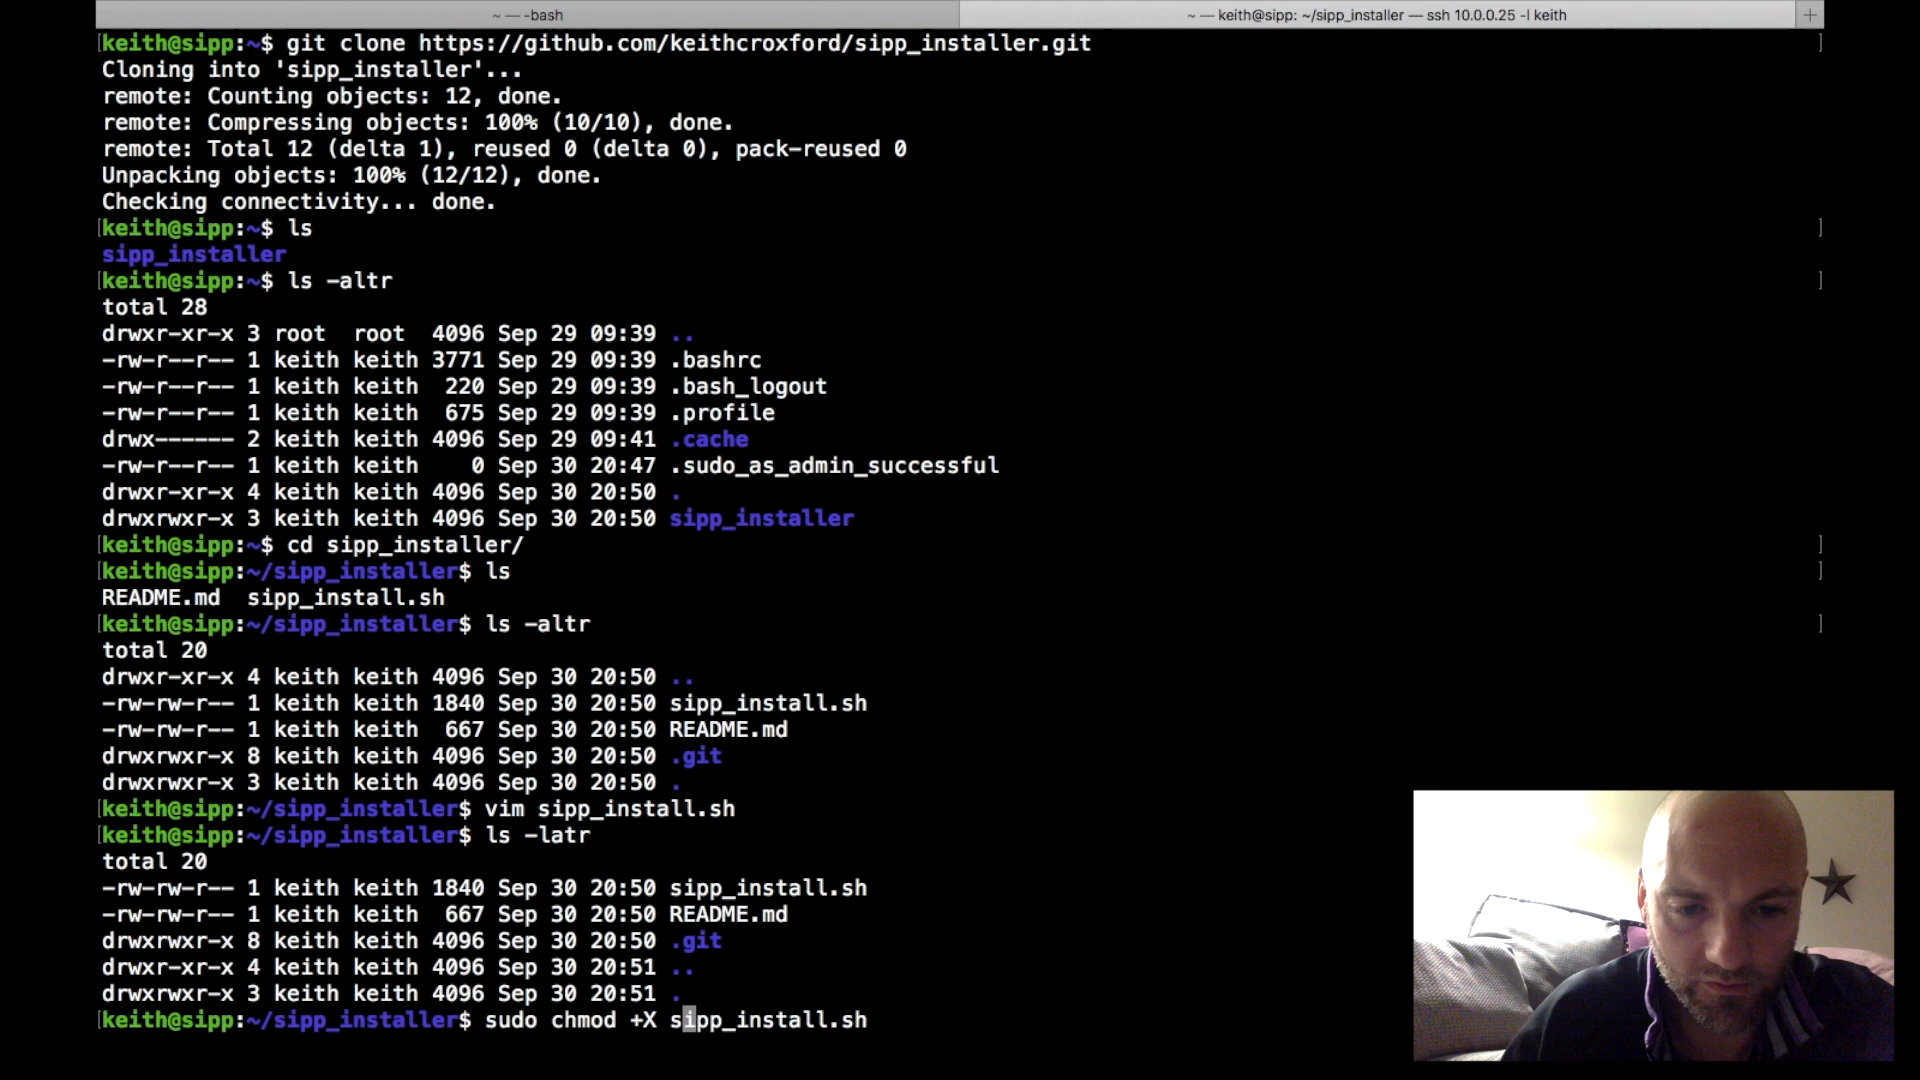 ~ — -bash
~ — keith@sipp: ~/sipp_installer — ssh 10.0.0.25 -l keith
+
[keith@sipp:~$ git clone https://github.com/keithcroxford/sipp_installer.git ]
Cloning into 'sipp_installer'...
remote: Counting objects: 12, done.
remote: Compressing objects: 100% (10/10), done.
remote: Total 12 (delta 1), reused 0 (delta 0), pack-reused 0
Unpacking objects: 100% (12/12), done.
Checking connectivity... done.
[keith@sipp:~$ ls ]
sipp_installer
[keith@sipp:~$ ls -altr ]
total 28
drwxr-xr-x 3 root  root  4096 Sep 29 09:39 ..
-rw-r--r-- 1 keith keith 3771 Sep 29 09:39 .bashrc
-rw-r--r-- 1 keith keith  220 Sep 29 09:39 .bash_logout
-rw-r--r-- 1 keith keith  675 Sep 29 09:39 .profile
drwx------ 2 keith keith 4096 Sep 29 09:41 .cache
-rw-r--r-- 1 keith keith    0 Sep 30 20:47 .sudo_as_admin_successful
drwxr-xr-x 4 keith keith 4096 Sep 30 20:50 .
drwxrwxr-x 3 keith keith 4096 Sep 30 20:50 sipp_installer
[keith@sipp:~$ cd sipp_installer/ ]
[keith@sipp:~/sipp_installer$ ls ]
README.md  sipp_install.sh
[keith@sipp:~/sipp_installer$ ls -altr ]
total 20
drwxr-xr-x 4 keith keith 4096 Sep 30 20:50 ..
-rw-rw-r-- 1 keith keith 1840 Sep 30 20:50 sipp_install.sh
-rw-rw-r-- 1 keith keith  667 Sep 30 20:50 README.md
drwxrwxr-x 8 keith keith 4096 Sep 30 20:50 .git
drwxrwxr-x 3 keith keith 4096 Sep 30 20:50 .
[keith@sipp:~/sipp_installer$ vim sipp_install.sh
[keith@sipp:~/sipp_installer$ ls -latr
total 20
-rw-rw-r-- 1 keith keith 1840 Sep 30 20:50 sipp_install.sh
-rw-rw-r-- 1 keith keith  667 Sep 30 20:50 README.md
drwxrwxr-x 8 keith keith 4096 Sep 30 20:50 .git
drwxr-xr-x 4 keith keith 4096 Sep 30 20:51 ..
drwxrwxr-x 3 keith keith 4096 Sep 30 20:51 .
[keith@sipp:~/sipp_installer$ sudo chmod +X sipp_install.sh